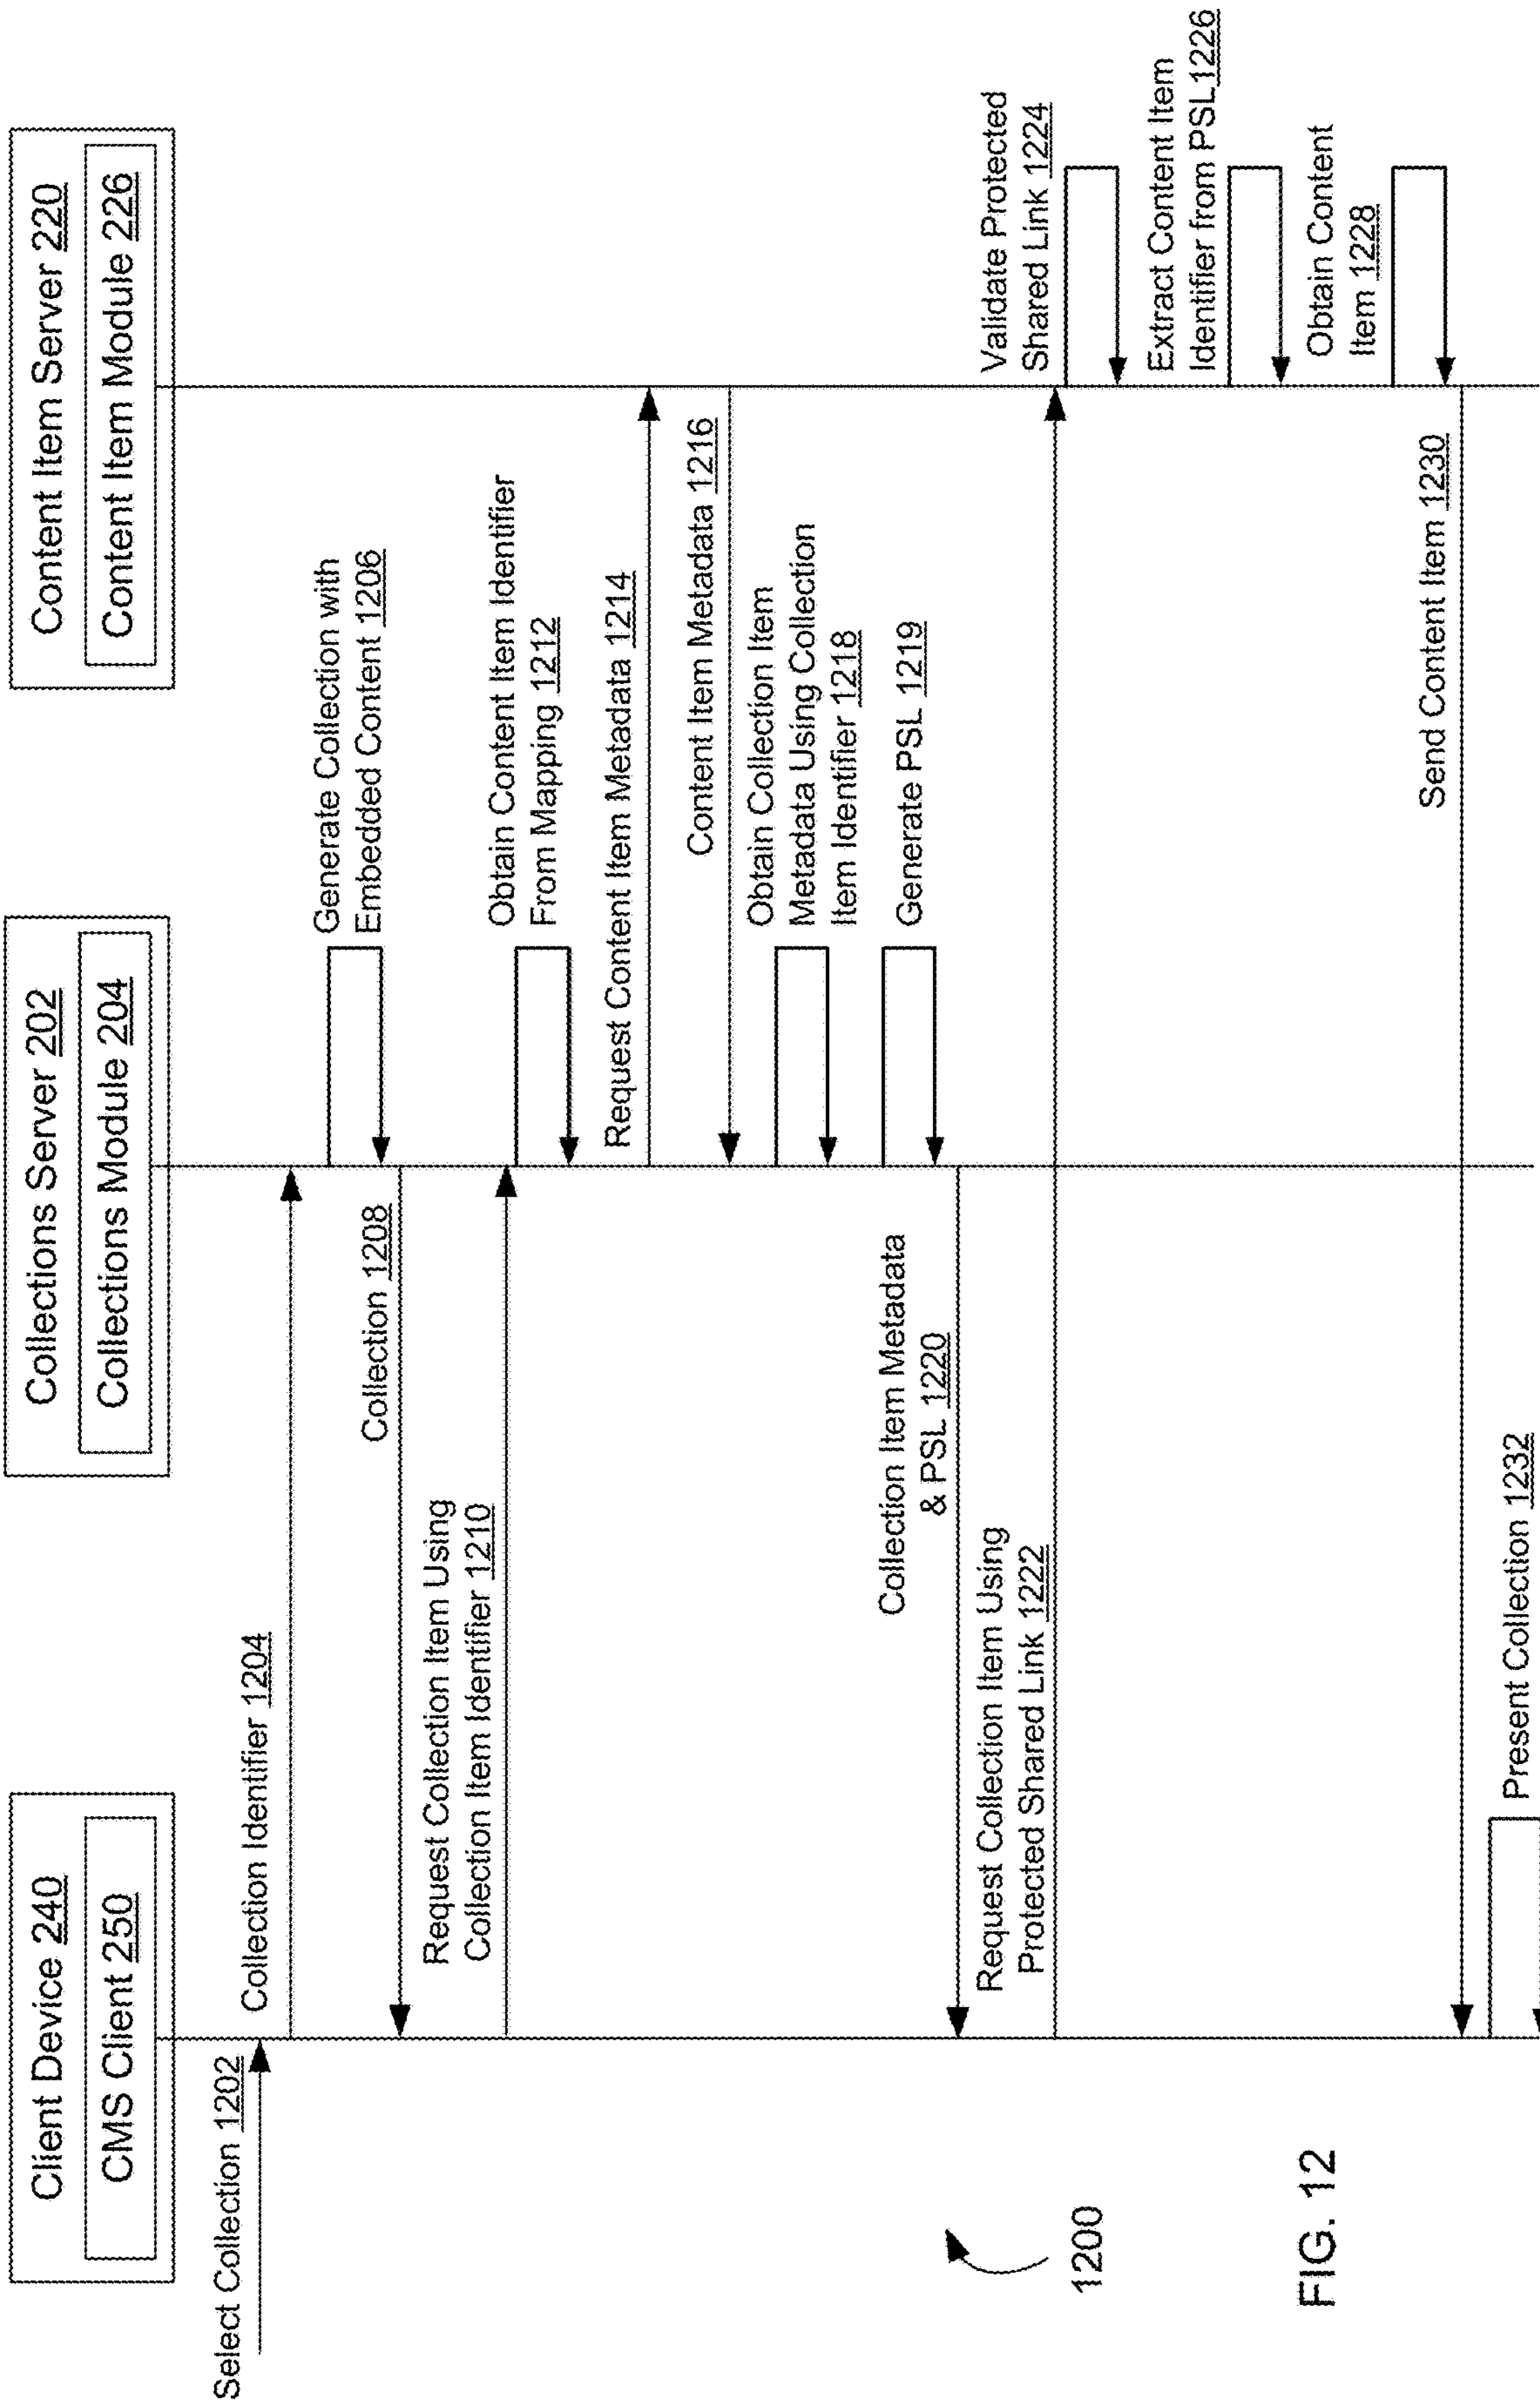 Client Device 240
CMS Client 250
Collections Server 202
Collections Module 204
Content Item Server 220
Content Item Module 226
Select Collection 1202
Collection Identifier 1204
Generate Collection with
Embedded Content 1206
Collection 1208
Request Collection Item Using
Collection Item Identifier 1210
Obtain Content Item Identifier
From Mapping 1212
Request Content Item Metadata 1214
Content Item Metadata 1216
Obtain Collection Item
Metadata Using Collection
Item Identifier 1218
Generate PSL 1219
Collection Item Metadata
& PSL 1220
Request Collection Item Using
Protected Shared Link 1222
Validate Protected
Shared Link 1224
Extract Content Item
Identifier from PSL1226
Obtain Content
Item 1228
Send Content Item 1230
Present Collection 1232
1200
FIG. 12